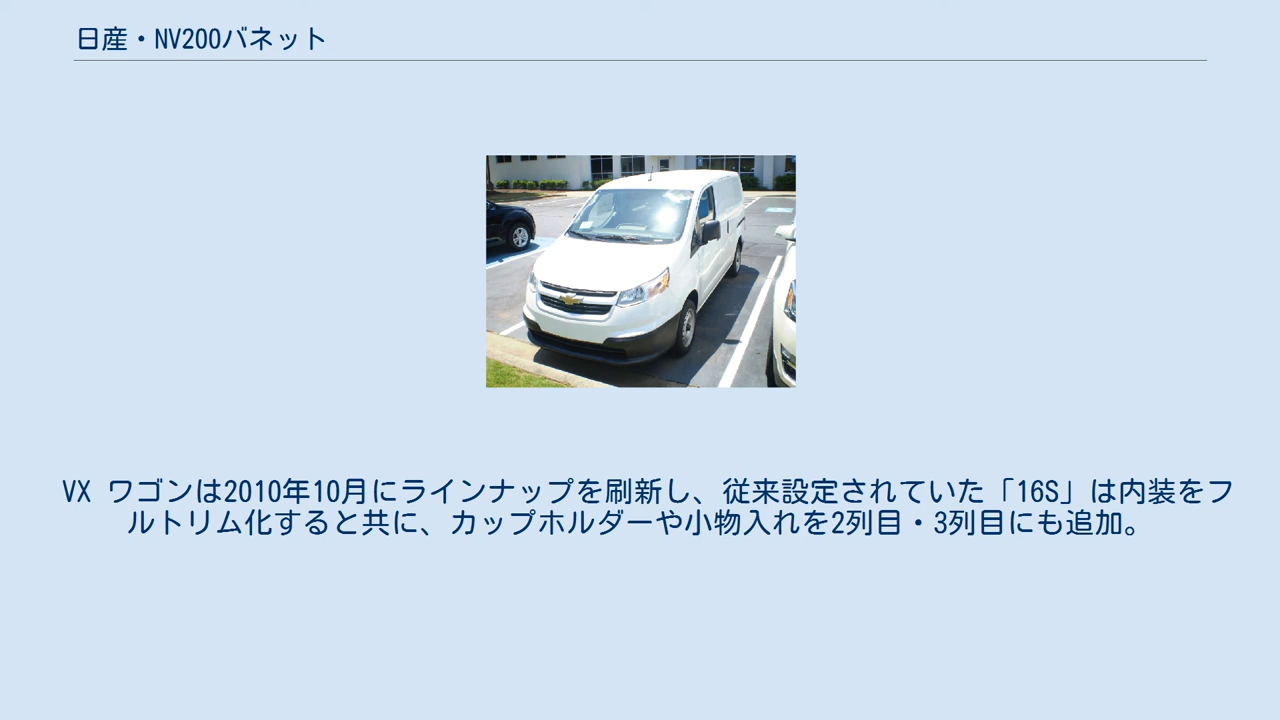 日産・NV200バネット
VX ワゴンは2010年10月にラインナップを刷新し、従来設定されていた「16S」は内装をフ
ルトリム化すると共に、カップホルダーや小物入れを2列目・3列目にも追加。